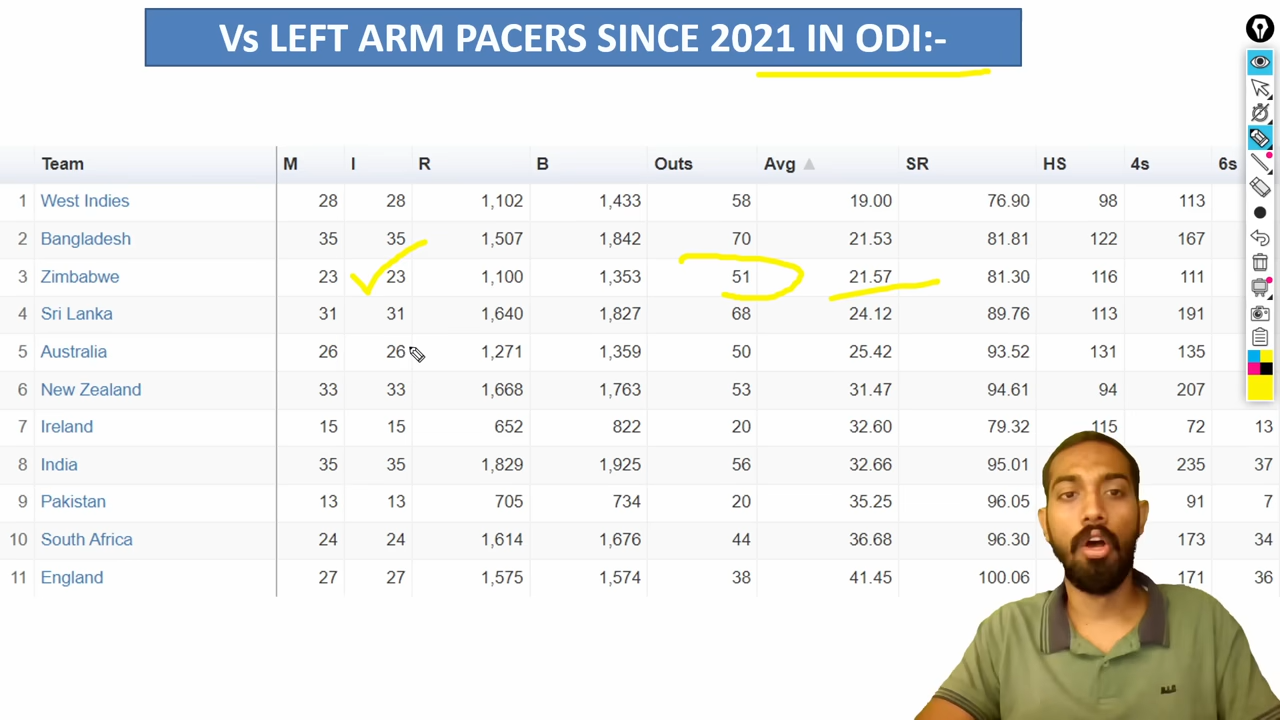 Vs LEFT ARM PACERS SINCE 2021 IN ODI:-
Team M I R B Outs Avg SR HS 4s 6s
1 West Indies 28 28 1,102 1,433 58 19.00 76.90 98 113
2 Bangladesh 35 35 1,507 1,842 70 21.53 81.81 122 167
3 Zimbabwe 23 23 1,100 1,353 51 21.57 81.30 116 111
4 Sri Lanka 31 31 1,640 1,827 68 24.12 89.76 113 191
5 Australia 26 26 1,271 1,359 50 25.42 93.52 131 135
6 New Zealand 33 33 1,668 1,763 53 31.47 94.61 94 207
7 Ireland 15 15 652 822 20 32.60 79.32 115 72 13
8 India 35 35 1,829 1,925 56 32.66 95.01 235 37
9 Pakistan 13 13 705 734 20 35.25 96.05 91 7
10 South Africa 24 24 1,614 1,676 44 36.68 96.30 173 34
11 England 27 27 1,575 1,574 38 41.45 100.06 171 36